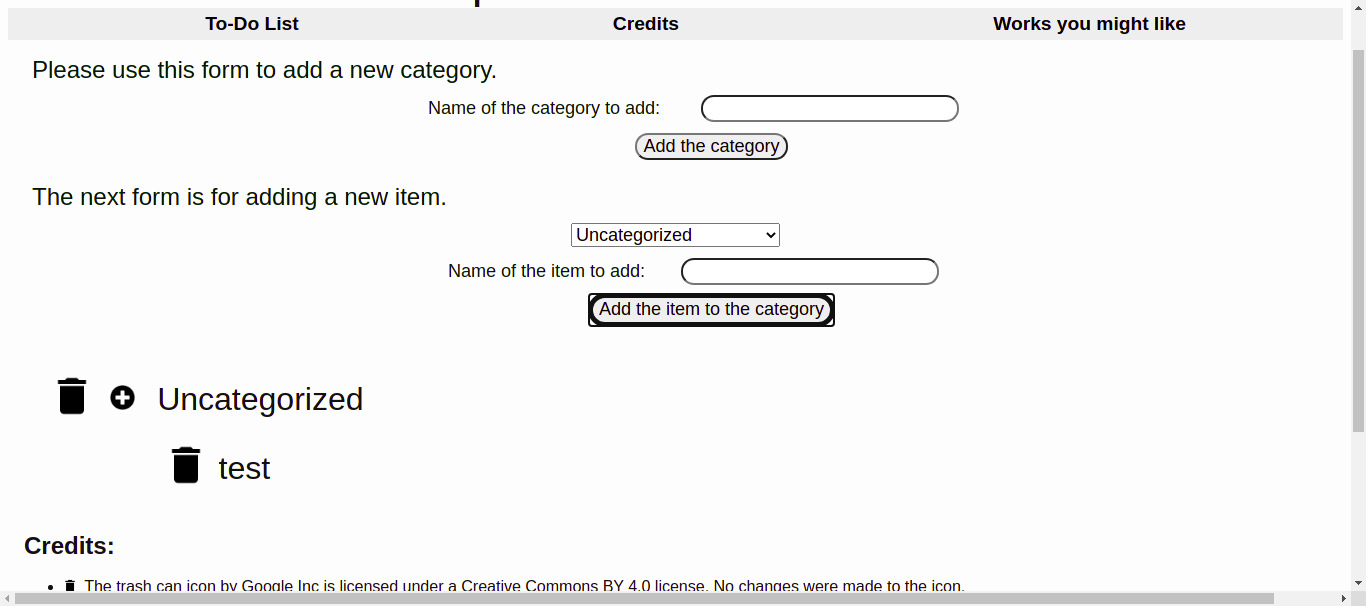 To-Do List Credits Works you might like
Please use this form to add a new category.
Name of the category to add:
Add the category
The next form is for adding a new item.
Uncategorized
Name of the item to add:
Add the item to the category
Uncategorized
test
Credits:
The trash can icon by Google Inc is licensed under a Creative Commons BY 4.0 license. No changes were made to the icon.